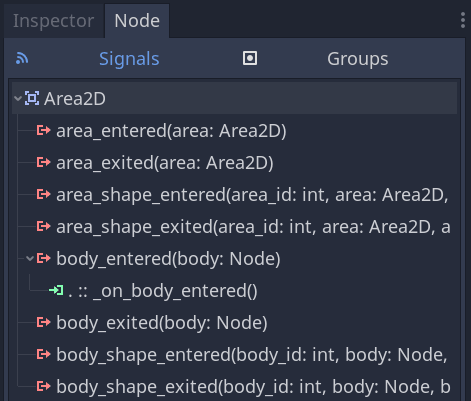 Inspector Node
Signals Groups
Area2D
area_entered(area: Area2D)
area_exited(area: Area2D)
area_shape_entered(area_id: int, area: Area2D,
area_shape_exited(area_id: int, area: Area2D, a
body_entered(body: Node)
. :: _on_body_entered()
body_exited(body: Node)
body_shape_entered(body_id: int, body: Node,
body_shape_exited(body_id: int, body: Node, b